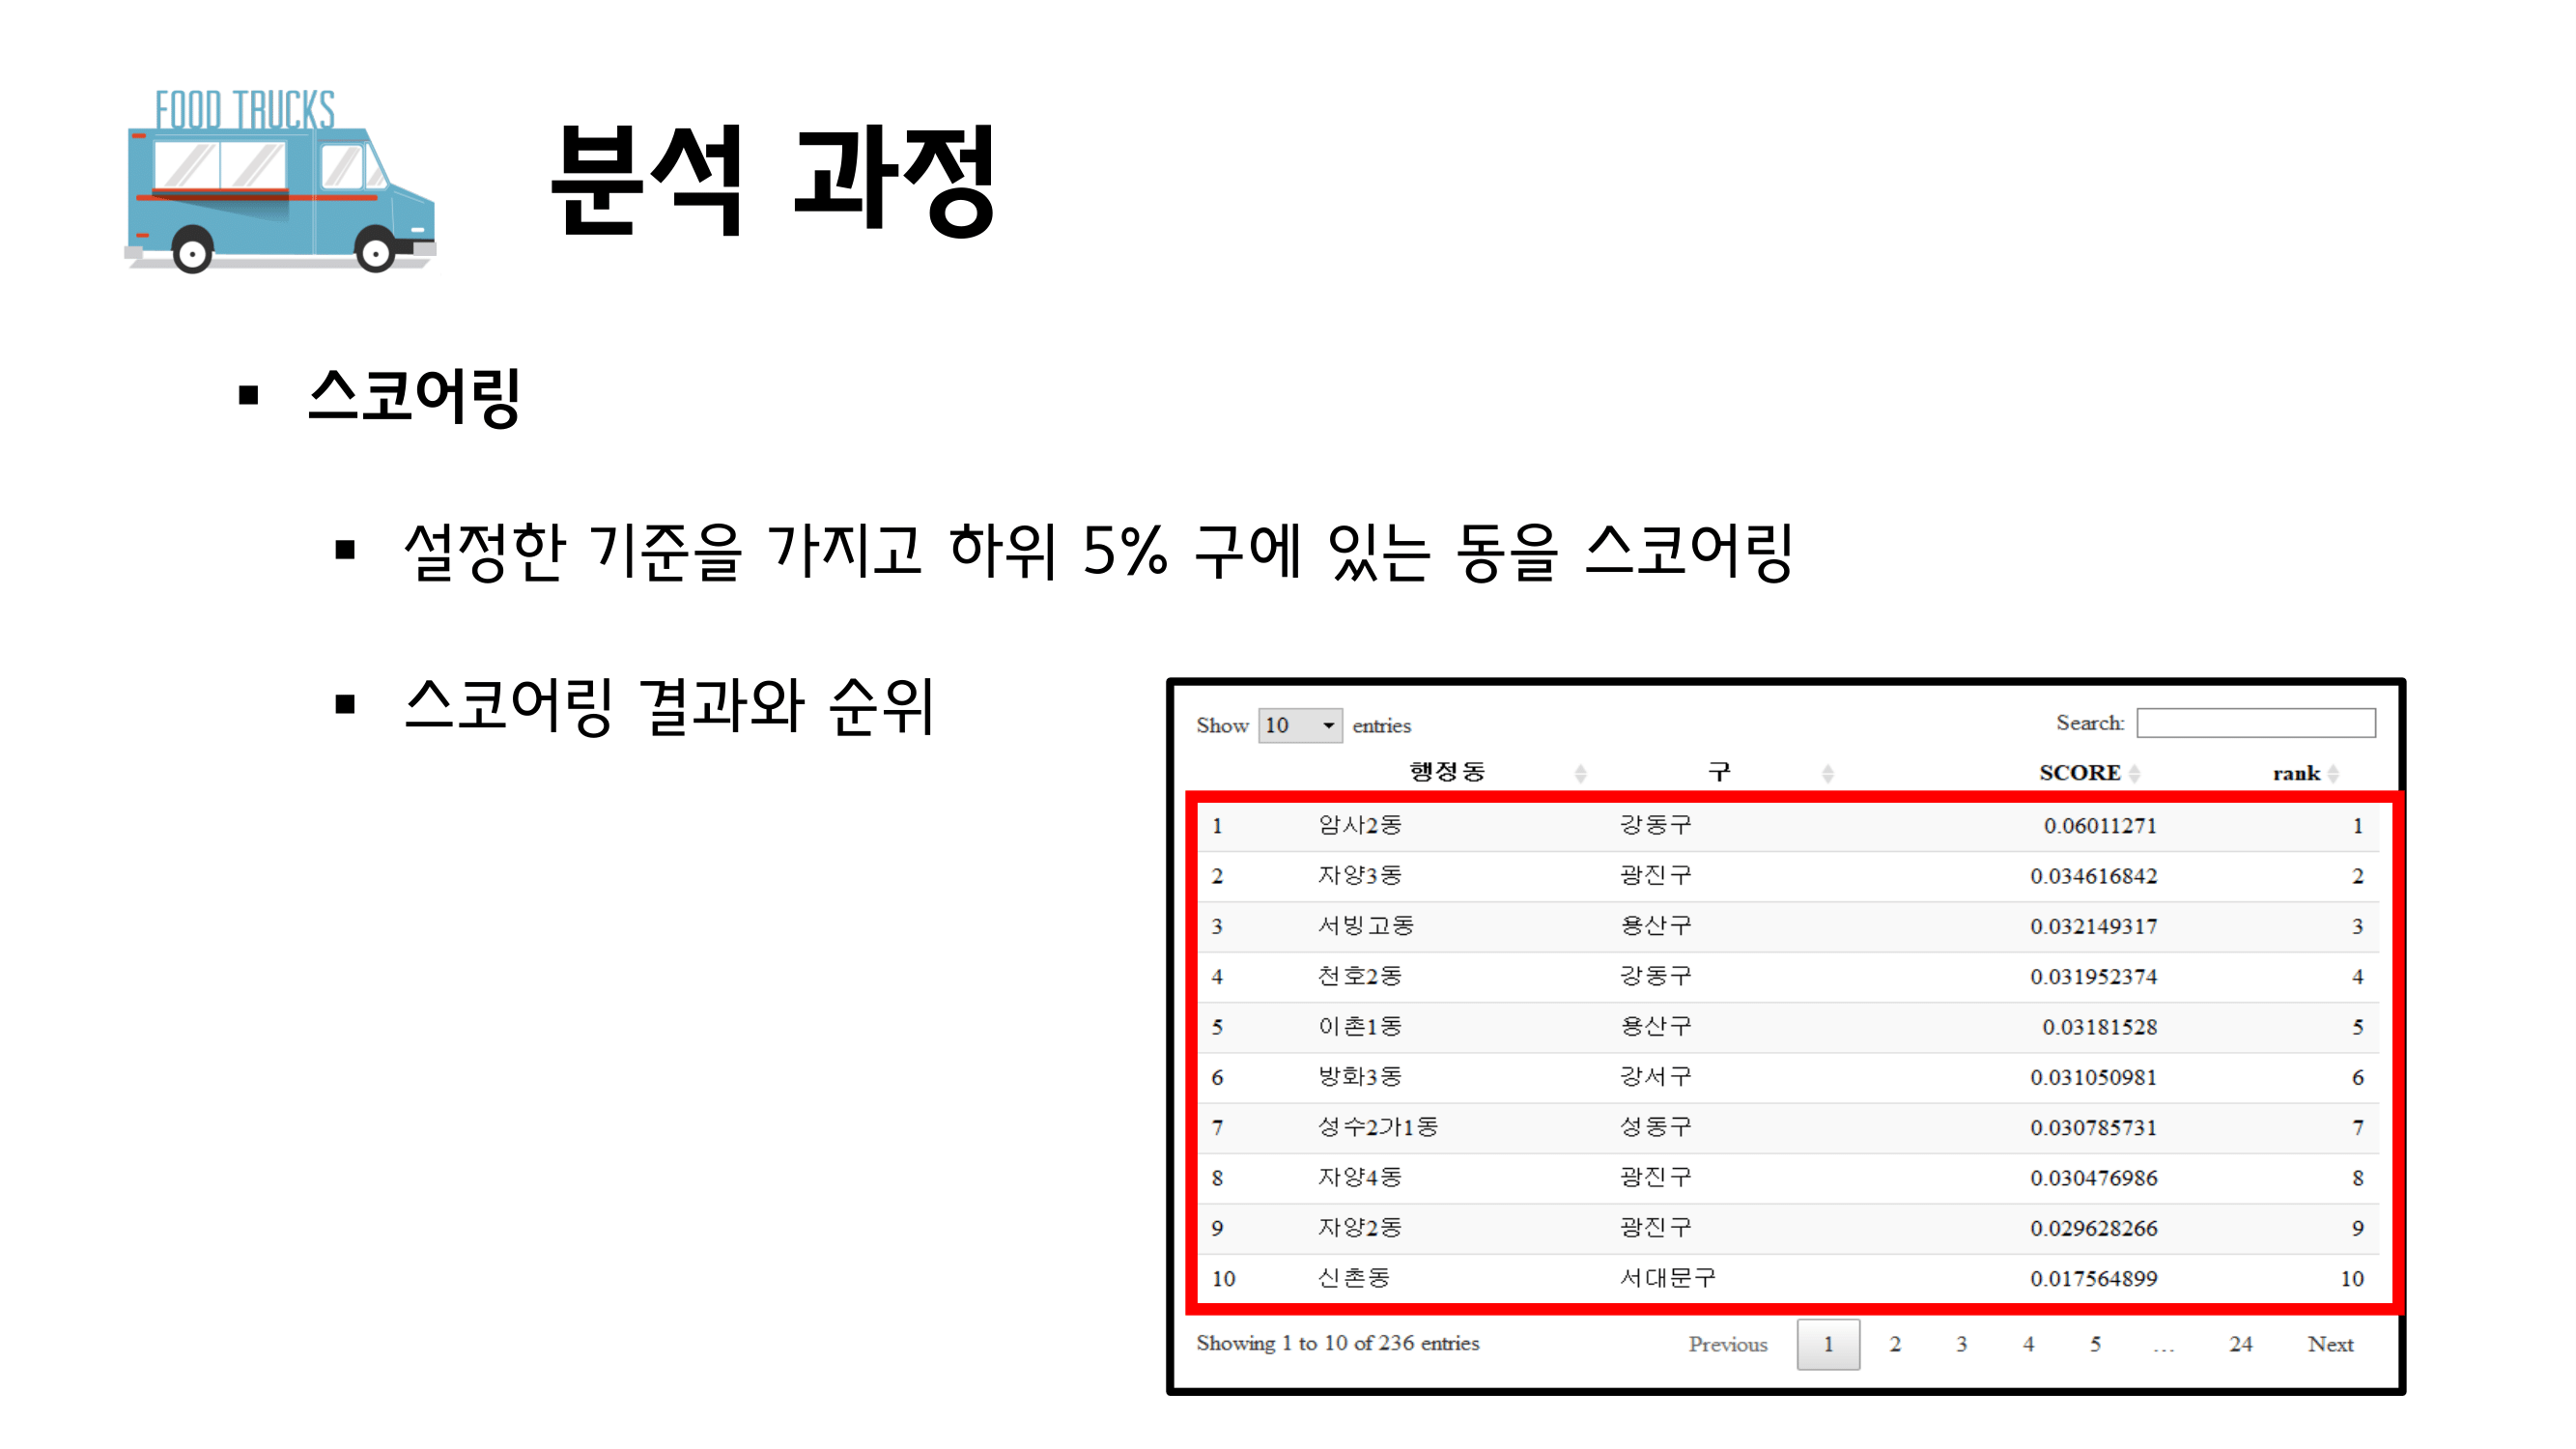 FOOD TRUCKS
분석 과정
▪ 스코어링
▪ 설정한 기준을 가지고 하위 5% 구에 있는 동을 스코어링
▪ 스코어링 결과와 순위
Show 10 entries Search:
행정동 구 SCORE rank
1 암사2동 강동구 0.06011271 1
2 자양3동 광진구 0.034616842 2
3 서빙고동 용산구 0.032149317 3
4 천호2동 강동구 0.031952374 4
5 이촌1동 용산구 0.03181528 5
6 방화3동 강서구 0.031050981 6
7 성수2가1동 성동구 0.030785731 7
8 자양4동 광진구 0.030476986 8
9 자양2동 광진구 0.029628266 9
10 신촌동 서대문구 0.017564899 10
Showing 1 to 10 of 236 entries Previous 1 2 3 4 5 ... 24 Next